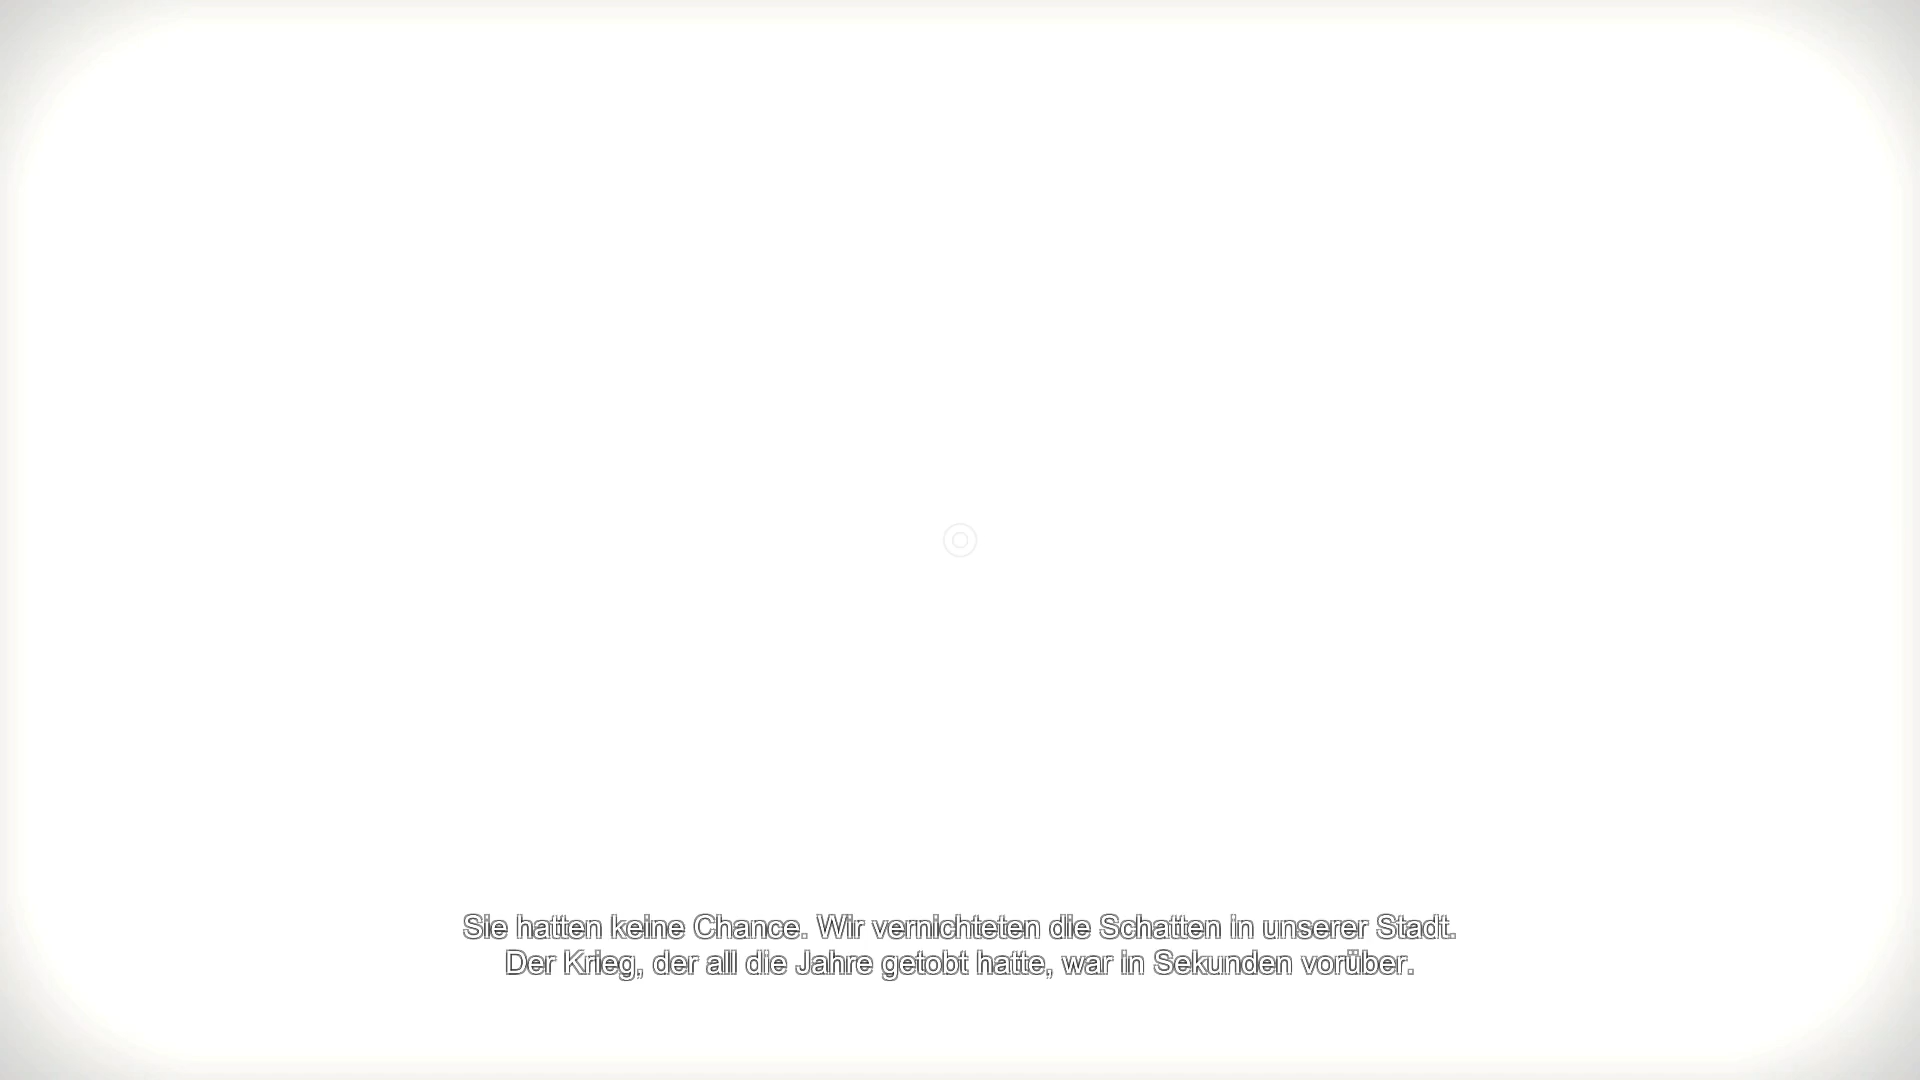 Sie hatten keine Chance. Wir vernichteten die Schatten in unserer Stadt.
Der Krieg, der all die Jahre getobt hatte, war in Sekunden vorüber.